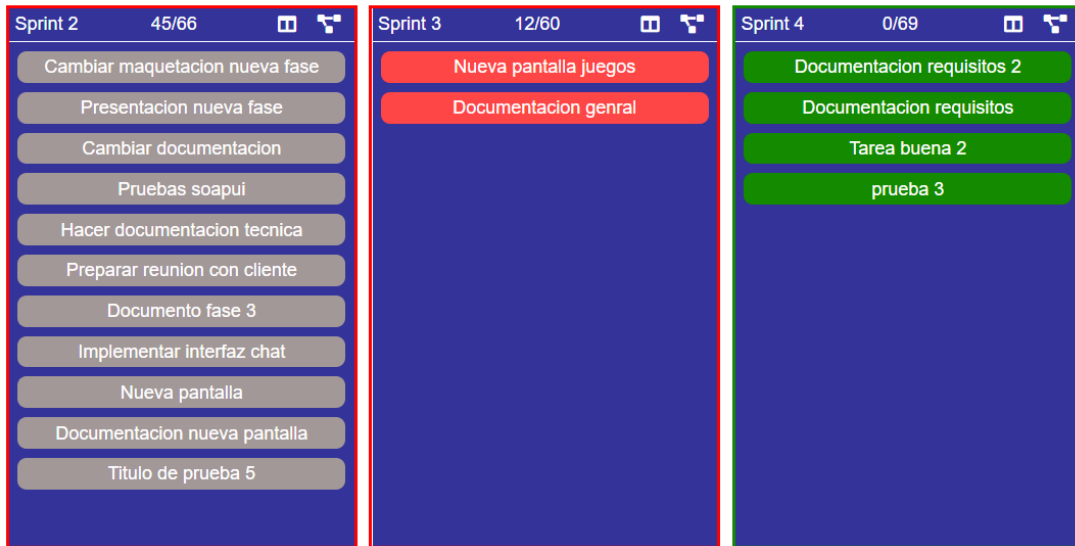 Sprint 2 45/66
Cambiar maquetacion nueva fase
Presentacion nueva fase
Cambiar documentacion
Pruebas soapui
Hacer documentacion tecnica
Preparar reunion con cliente
Documento fase 3
Implementar interfaz chat
Nueva pantalla
Documentacion nueva pantalla
Titulo de prueba 5
Sprint 3 12/60
Nueva pantalla juegos
Documentacion genral
Sprint 4 0/69
Documentacion requisitos 2
Documentacion requisitos
Tarea buena 2
prueba 3